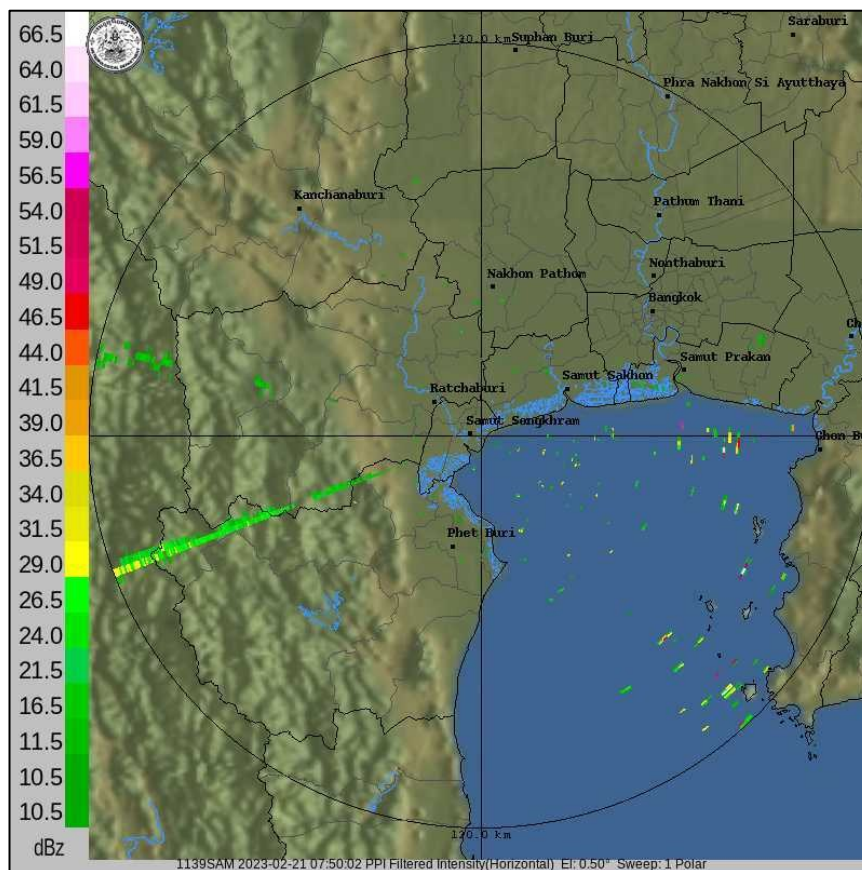 66.5
64.0
61.5
59.0
56.5
54.0
51.5
49.0
46.5
44.0
41.5
39.0
36.5
34.0
31.5
29.0
26.5
24.0
21.5
16.5
11.5
10.5
10.5
dBz
Saraburi
120.0 km
Suphan Buri
Phra Nakhon Si Ayutthaya
Kanchanaburi
Pathum Thani
Nonthaburi
Nakhon Pathom
Bangkok
Ch
Samut Prakan
Samut Sakhon
Ratchaburi
Samut Songkhram
Chon Bu
Phet Buri
120.0 km
1139SAM 2023-02-21 07:50:02 PPI Filtered Intensity(Horizontal) El: 0.50° Sweep: 1 Polar